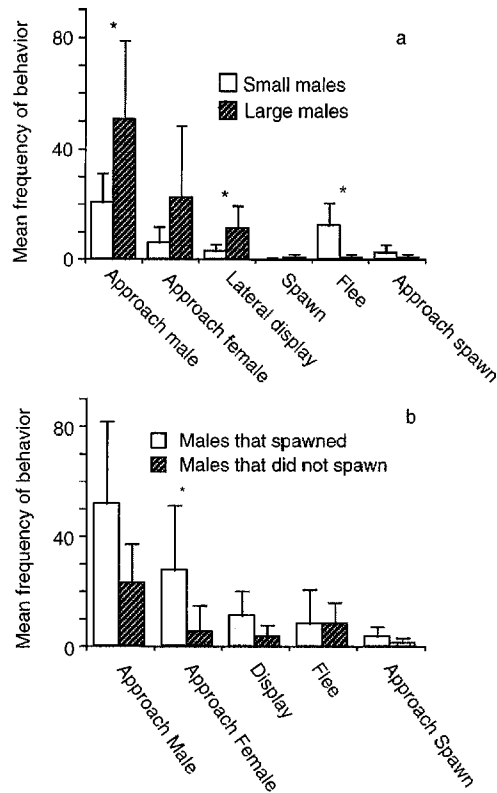 a
80
40
0
Mean frequency of behavior
Small males
Large males
*
*
*
Approach male
Approach female
Lateral display
Spawn
Flee
Approach spawn
b
80
40
0
Mean frequency of behavior
Males that spawned
Males that did not spawn
*
Approach Male
Approach Female
Display
Flee
Approach Spawn